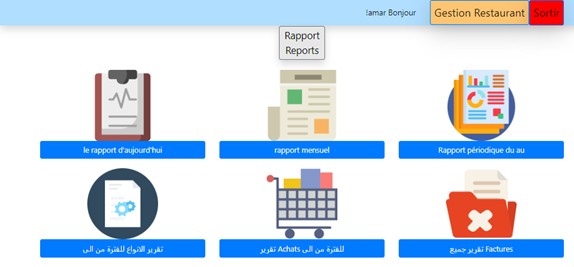 lamar Bonjour
Gestion Restaurant
Sortir
Rapport
Reports
le rapport d'aujourd'hui
rapport mensuel
Rapport périodique du au
تقرير الانواع للفترة من الى
تقرير Achats للفترة من الى
تقرير جميع Factures